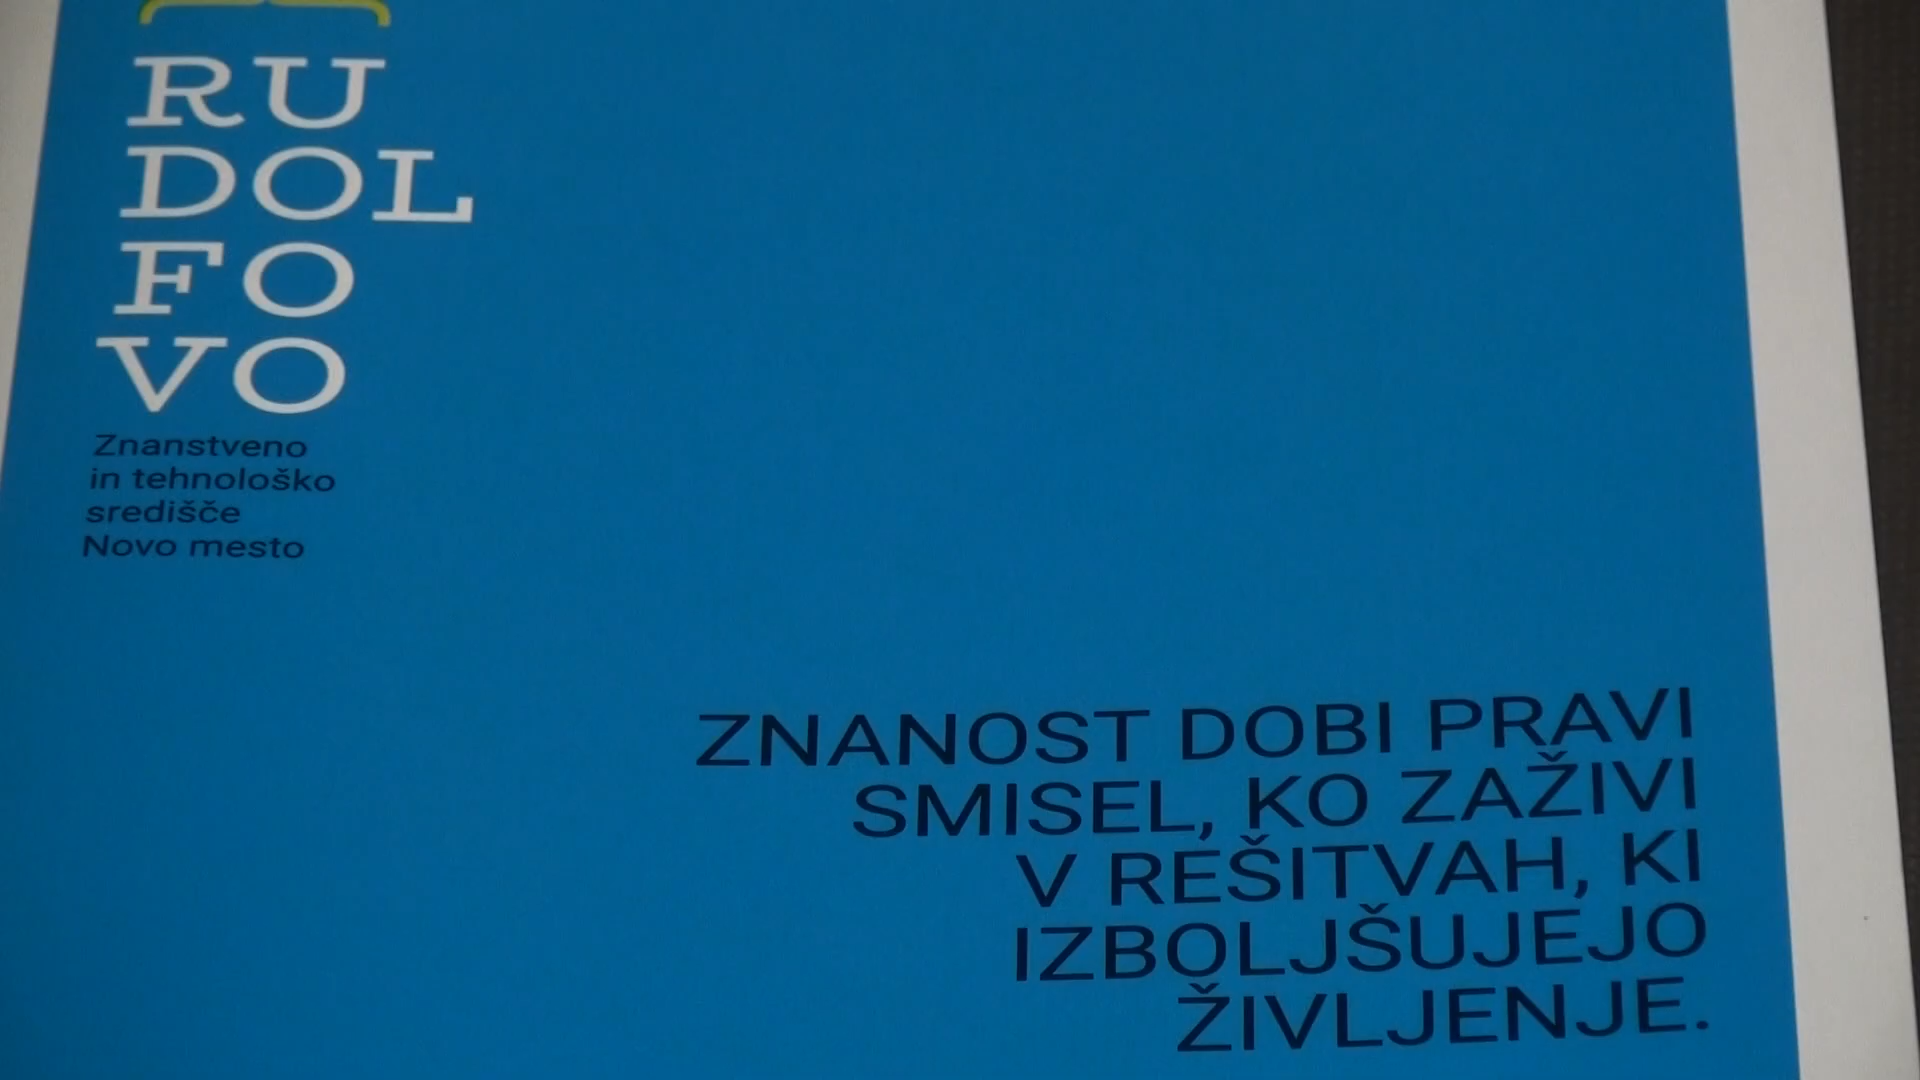 RU
DOL
FO
VO
Znanstveno
in tehnološko
središče
Novo mesto
ZNANOST DOBI PRAVI
SMISEL, KO ZAŽIVI
V REŠITVAH, KI
IZBOLJŠUJEJO
ŽIVLJENJE.